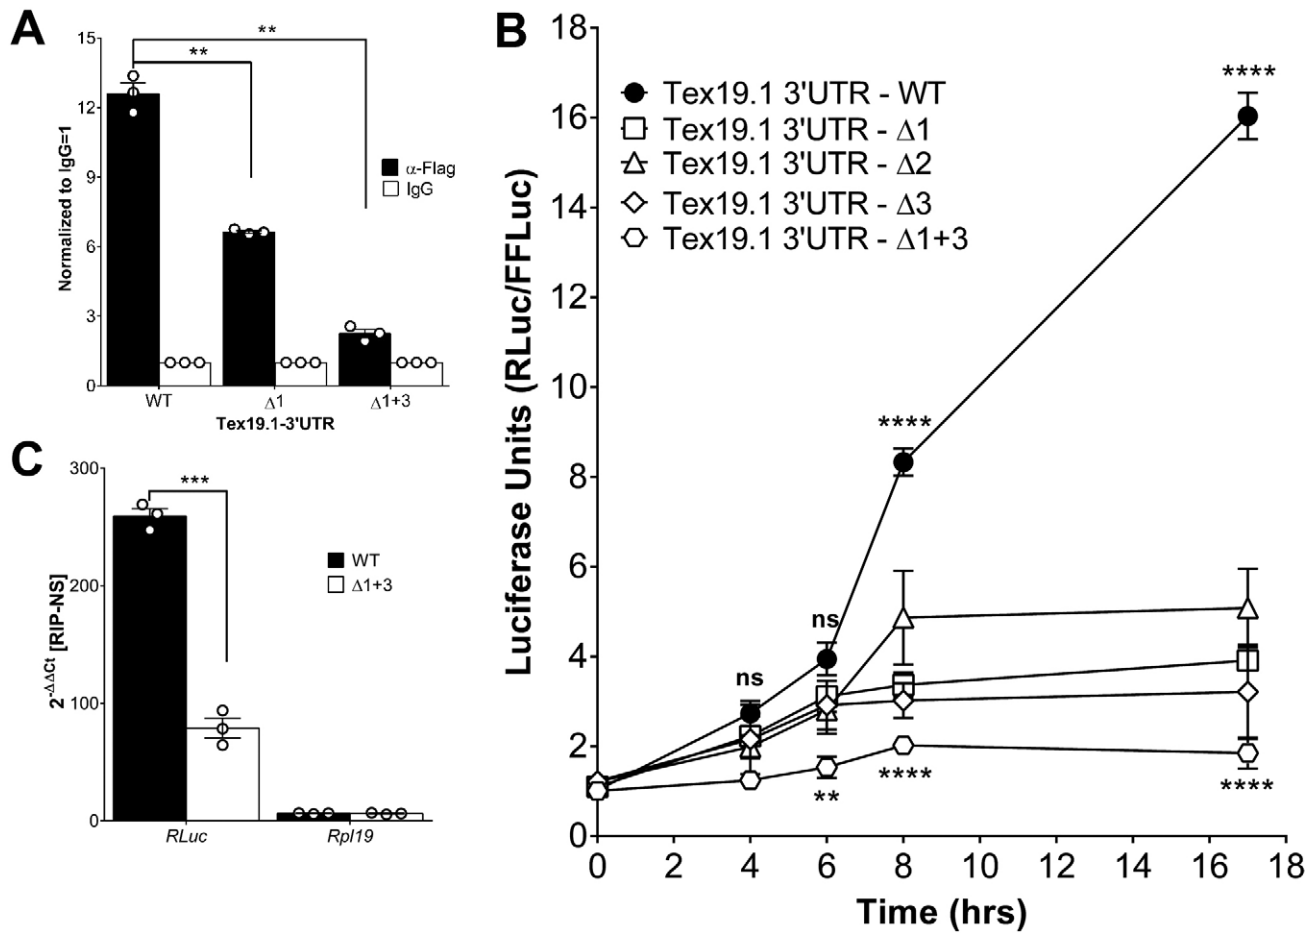 A
Normalized to IgG=1
15
12
9
6
3
0
**
**
α-Flag
IgG
WT
Δ1
Δ1+3
Tex19.1-3'UTR
B
Luciferase Units (RLuc/FFLuc)
18
16
14
12
10
8
6
4
2
0
Tex19.1 3'UTR - WT
Tex19.1 3'UTR - Δ1
Tex19.1 3'UTR - Δ2
Tex19.1 3'UTR - Δ3
Tex19.1 3'UTR - Δ1+3
****
****
ns
ns
**
****
****
0
2
4
6
8
10
12
14
16
18
Time (hrs)
C
2-ΔΔCt [RIP-NS]
300
200
100
0
***
WT
Δ1+3
RLuc
Rpl19